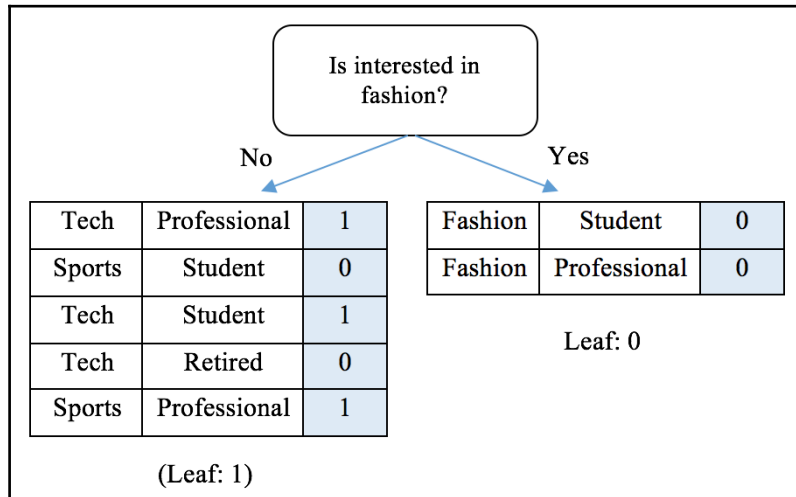 Is interested in
fashion?
No
Yes
Tech Professional 1
Sports Student 0
Tech Student 1
Tech Retired 0
Sports Professional 1
(Leaf: 1)
Fashion Student 0
Fashion Professional 0
Leaf: 0